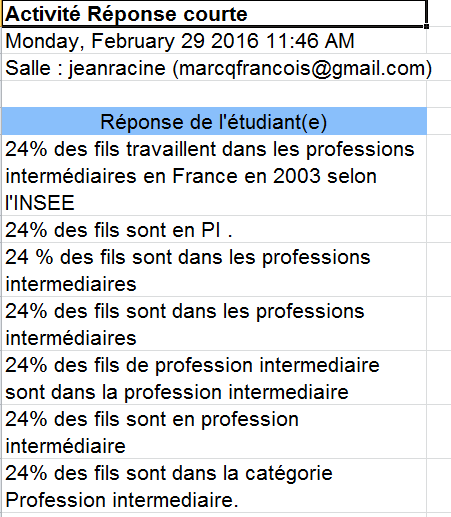 Activité Réponse courte
Monday, February 29 2016 11:46 AM
Salle : jeanracine (marcqfrancois@gmail.com)
Réponse de l'étudiant(e)
24% des fils travaillent dans les professions
intermédiaires en France en 2003 selon
l'INSEE
24% des fils sont en PI .
24 % des fils sont dans les professions
intermediaires
24% des fils sont dans les professions
intermédiaires
24% des fils de profession intermediaire
sont dans la profession intermediaire
24% des fils sont en profession
intermédiaire
24% des Fils sont dans la catégorie
Profession intermediaire.